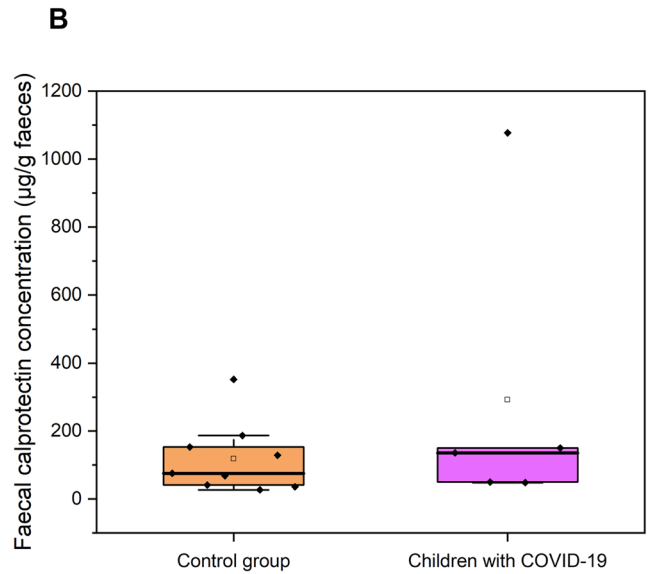 B
Faecal calprotectin concentration (µg/g faeces)
1200
1000
800
600
400
200
0
Control group
Children with COVID-19